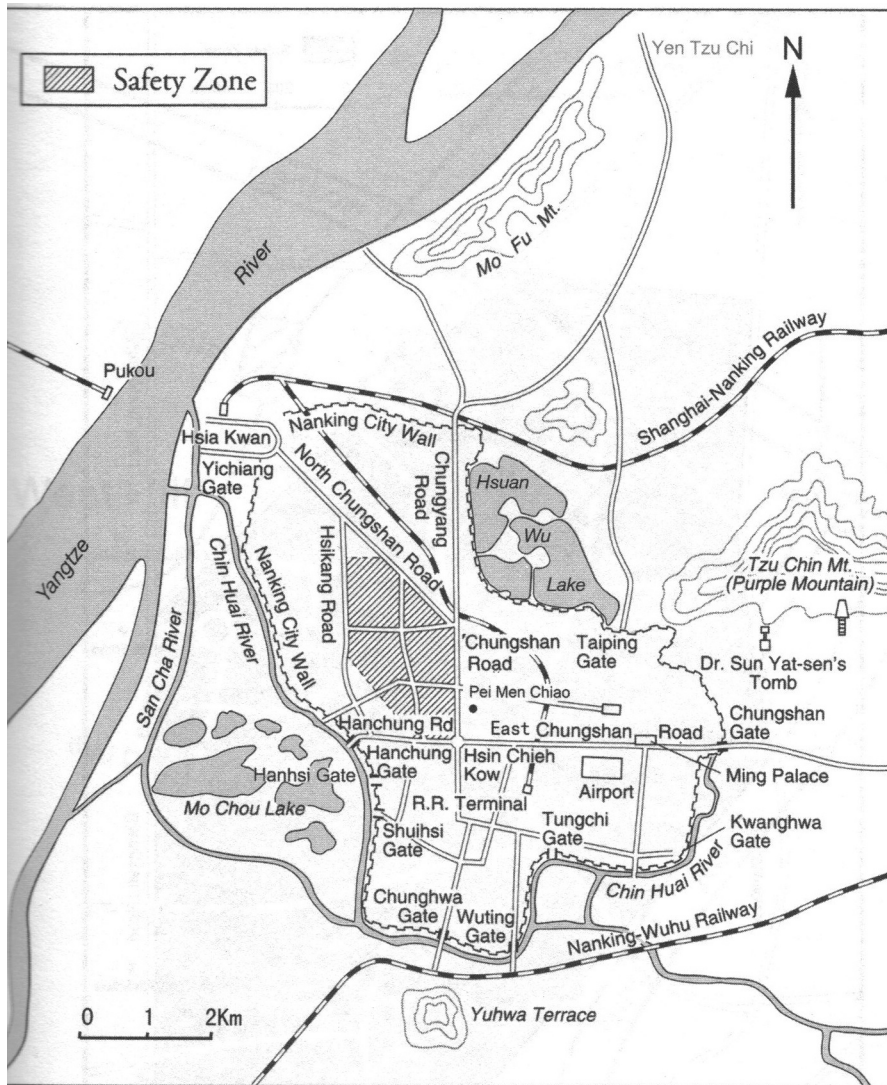 Safety Zone
Yen Tzu Chi
N
Mo Fu Mt.
River
Pukou
Shanghai-Nanking Railway
Hsia Kwan
Nanking City Wall
Yichiang
Gate
North Chungshan Road
Chungyang
Road
Hsuan
Wu
Lake
Yangtze
San Cha River
Chin Huai River
Nanking City Wall
Hsikang Road
Tzu Chin Mt.
(Purple Mountain)
Chungshan
Road
Taiping
Gate
Dr. Sun Yat-sen's
Tomb
Pei Men Chiao
Hanchung Rd
East Chungshan Road
Chungshan
Gate
Hanchung
Gate
Hsin Chieh
Kow
Hanhsi Gate
Mo Chou Lake
Airport
Ming Palace
R.R. Terminal
Shuihsi
Gate
Tungchi
Gate
Kwanghwa
Gate
Chin Huai River
Chunghwa
Gate
Wuting
Gate
Nanking-Wuhu Railway
0 1 2Km
Yuhwa Terrace